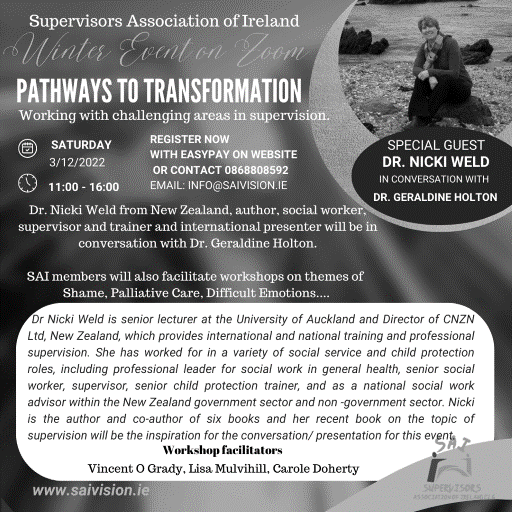 Supervisors Association of Ireland
Winter Event on Zoom
PATHWAYS TO TRANSFORMATION
Working with challenging areas in supervision.
SATURDAY
3/12/2022
11:00 - 16:00
REGISTER NOW
WITH EASYPAY ON WEBSITE
OR CONTACT 0868808592
EMAIL: INFO@SAIVISION.IE
SPECIAL GUEST
DR. NICKI WELD
IN CONVERSATION WITH
DR. GERALDINE HOLTON
Dr. Nicki Weld from New Zealand, author, social worker,
supervisor and trainer and international presenter will be in
conversation with Dr. Geraldine Holton.
SAI members will also facilitate workshops on themes of
Shame, Palliative Care, Difficult Emotions....
Dr Nicki Weld is senior lecturer at the University of Auckland and Director of CNZN
Ltd, New Zealand, which provides international and national training and professional
supervision. She has worked for in a variety of social service and child protection
roles, including professional leader for social work in general health, senior social
worker, supervisor, senior child protection trainer, and as a national social work
advisor within the New Zealand government sector and non -government sector. Nicki
is the author and co-author of six books and her recent book on the topic of
supervision will be the inspiration for the conversation/ presentation for this event.
Workshop facilitators
Vincent O Grady, Lisa Mulvihill, Carole Doherty
SAI
SUPERVISORS
ASSOCIATION OF IRELAND CLG
www.saivision.ie